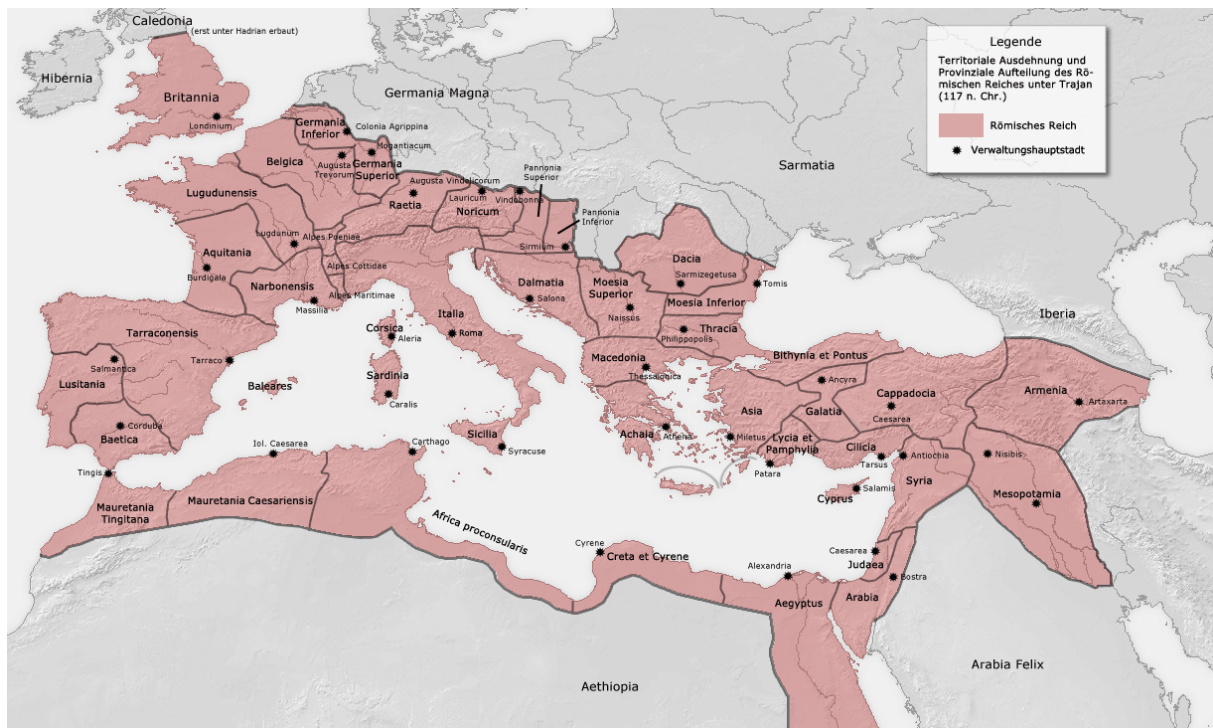 Caledonia
(erst unter Hadrian erbaut)
Hibernia
Britannia
Londinium
Germania Magna
Sarmatia
Legende
Territoriale Ausdehnung und
Provinziale Aufteilung des Rö-
mischen Reiches unter Trajan
(117 n. Chr.)
Römisches Reich
Verwaltungshauptstadt
Germania
Inferior
Colonia Agrippina
Mogantiacum
Belgica
Augusta
Treverum
Germania
Superior
Lugudunensis
Augusta Vindelicorum
Raetia
Lauricum
Noricum
Vindobonna
Pannonia
Superior
Pannonia
Inferior
Sirmium
Aquitania
Burdigala
Lugdunum
Alpes Poeniae
Alpes Cottidae
Alpes Maritimae
Narbonensis
Massilia
Dalmatia
Salona
Dacia
Sarmizegetusa
Moesia
Superior
Naissus
Moesia Inferior
Tomis
Thracia
Philippopolis
Iberia
Tarraconensis
Tarraco
Salmantica
Lusitania
Corduba
Baetica
Baleares
Corsica
Aleria
Sardinia
Caralis
Italia
Roma
Sicilia
Syracuse
Macedonia
Thessalonica
Achaia
Athena
Bithynia et Pontus
Ancyra
Galatia
Cappadocia
Caesarea
Armenia
Artaxarta
Asia
Miletus
Lycia et
Pamphylia
Patara
Cilicia
Tarsus
Antiochia
Syria
Nisibis
Mesopotamia
Cyprus
Salamis
Tingis
Mauretania
Tingitana
Iol. Caesarea
Mauretania Caesariensis
Carthago
Africa proconsularis
Cyrene
Creta et Cyrene
Alexandria
Aegyptus
Caesarea
Judaea
Bostra
Arabia
Aethiopia
Arabia Felix